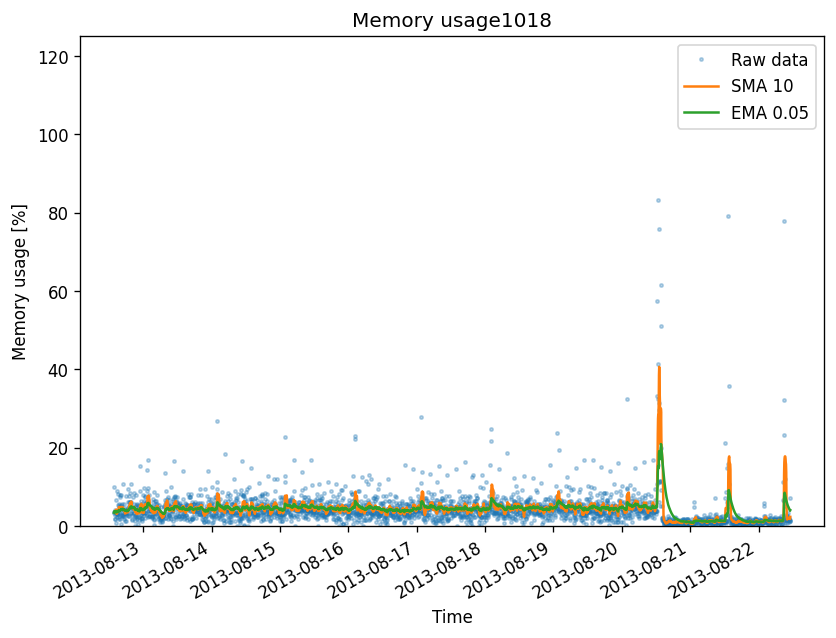 Memory usage1018
Raw data
SMA 10
EMA 0.05
Memory usage [%]
120
100
80
60
40
20
0
2013-08-13
2013-08-14
2013-08-15
2013-08-16
2013-08-17
2013-08-18
2013-08-19
2013-08-20
2013-08-21
2013-08-22
Time